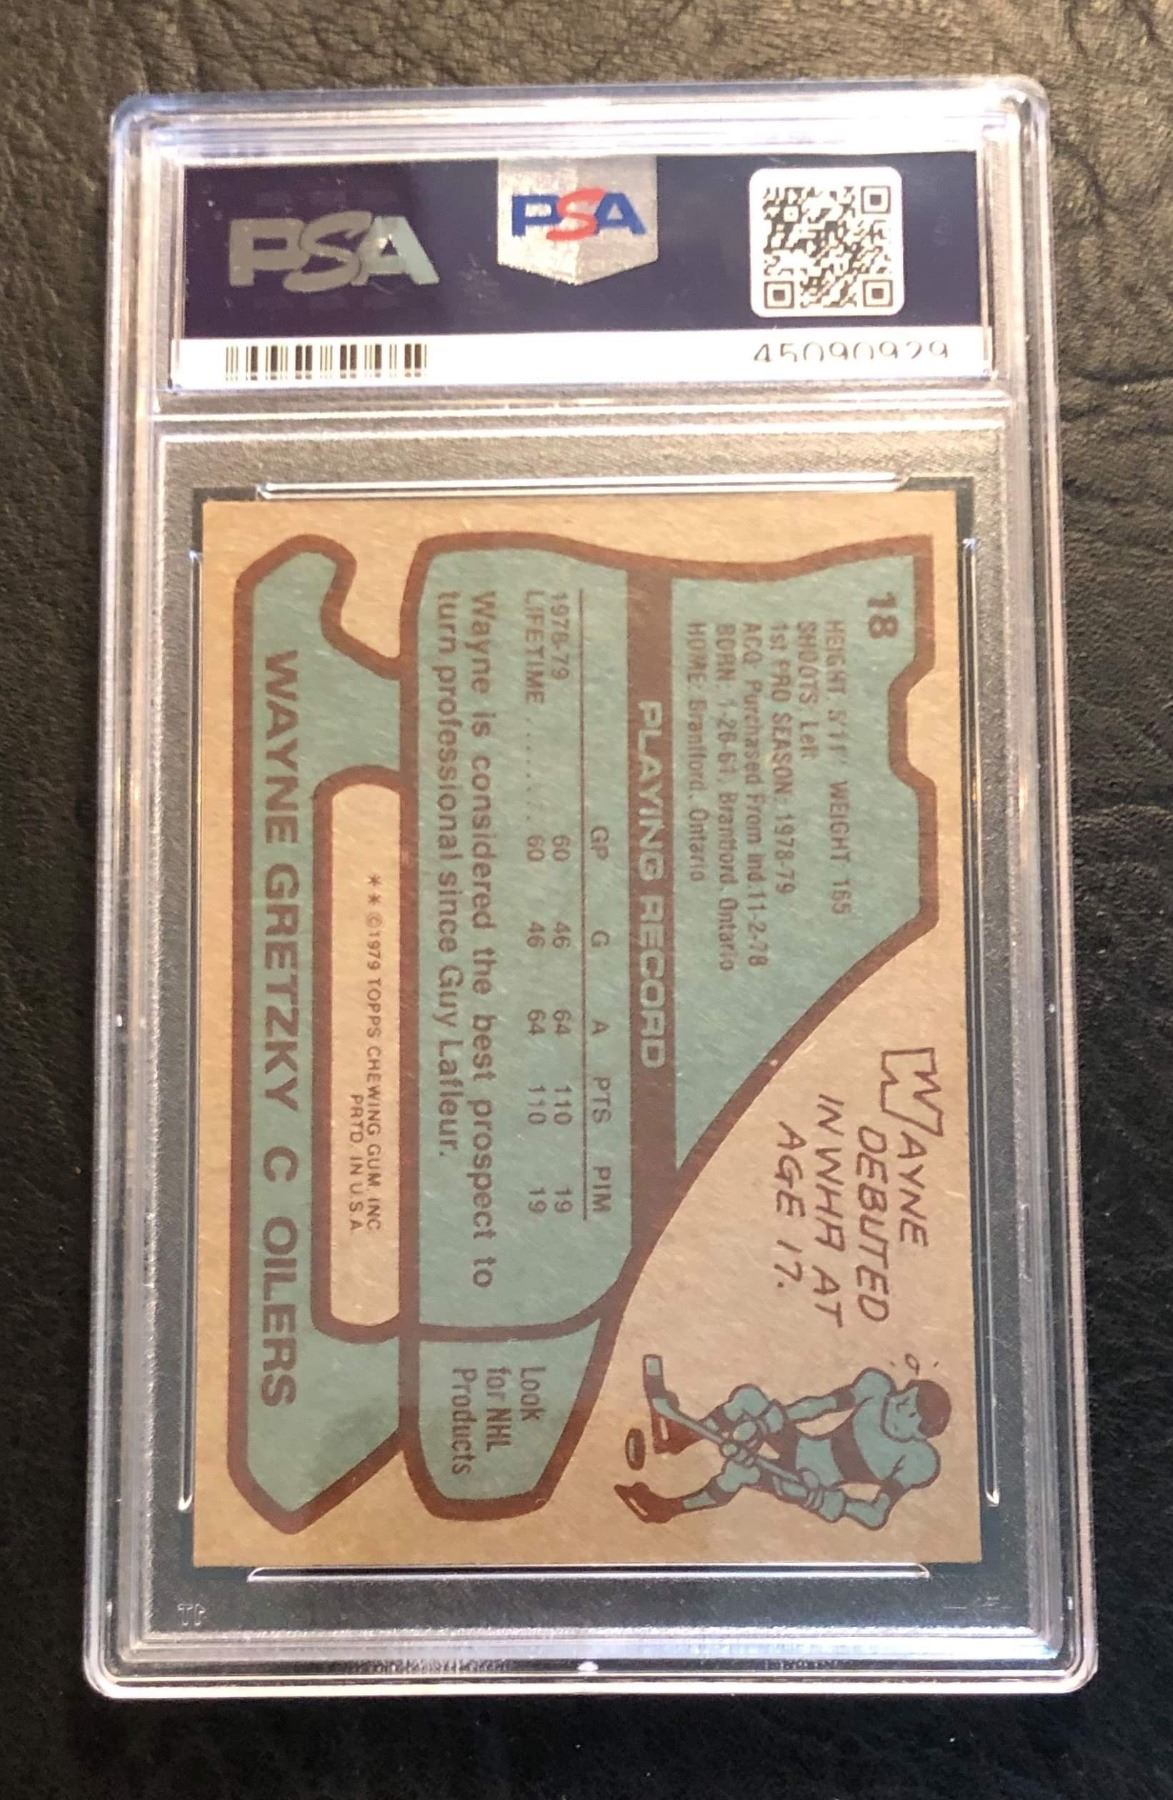 PSA
PSA
45090929
18
HEIGHT 5'11" WEIGHT 165
SHOOTS: Left
1st PRO SEASON: 1978-79
ACQ: Purchased From Ind. 11-2-78
BORN: 1-26-61, Brantford, Ontario
HOME: Brantford, Ontario
WAYNE
DEBUTED
IN WHA AT
AGE 17.
PLAYING RECORD
GP G A PTS PIM
1978-79 60 46 64 110 19
LIFETIME ....... 60 46 64 110 19
Wayne is considered the best prospect to
turn professional since Guy Lafleur.
Look
for NHL
Products
**©1979 TOPPS CHEWING GUM, INC.
PRTD. IN U.S.A.
WAYNE GRETZKY C OILERS